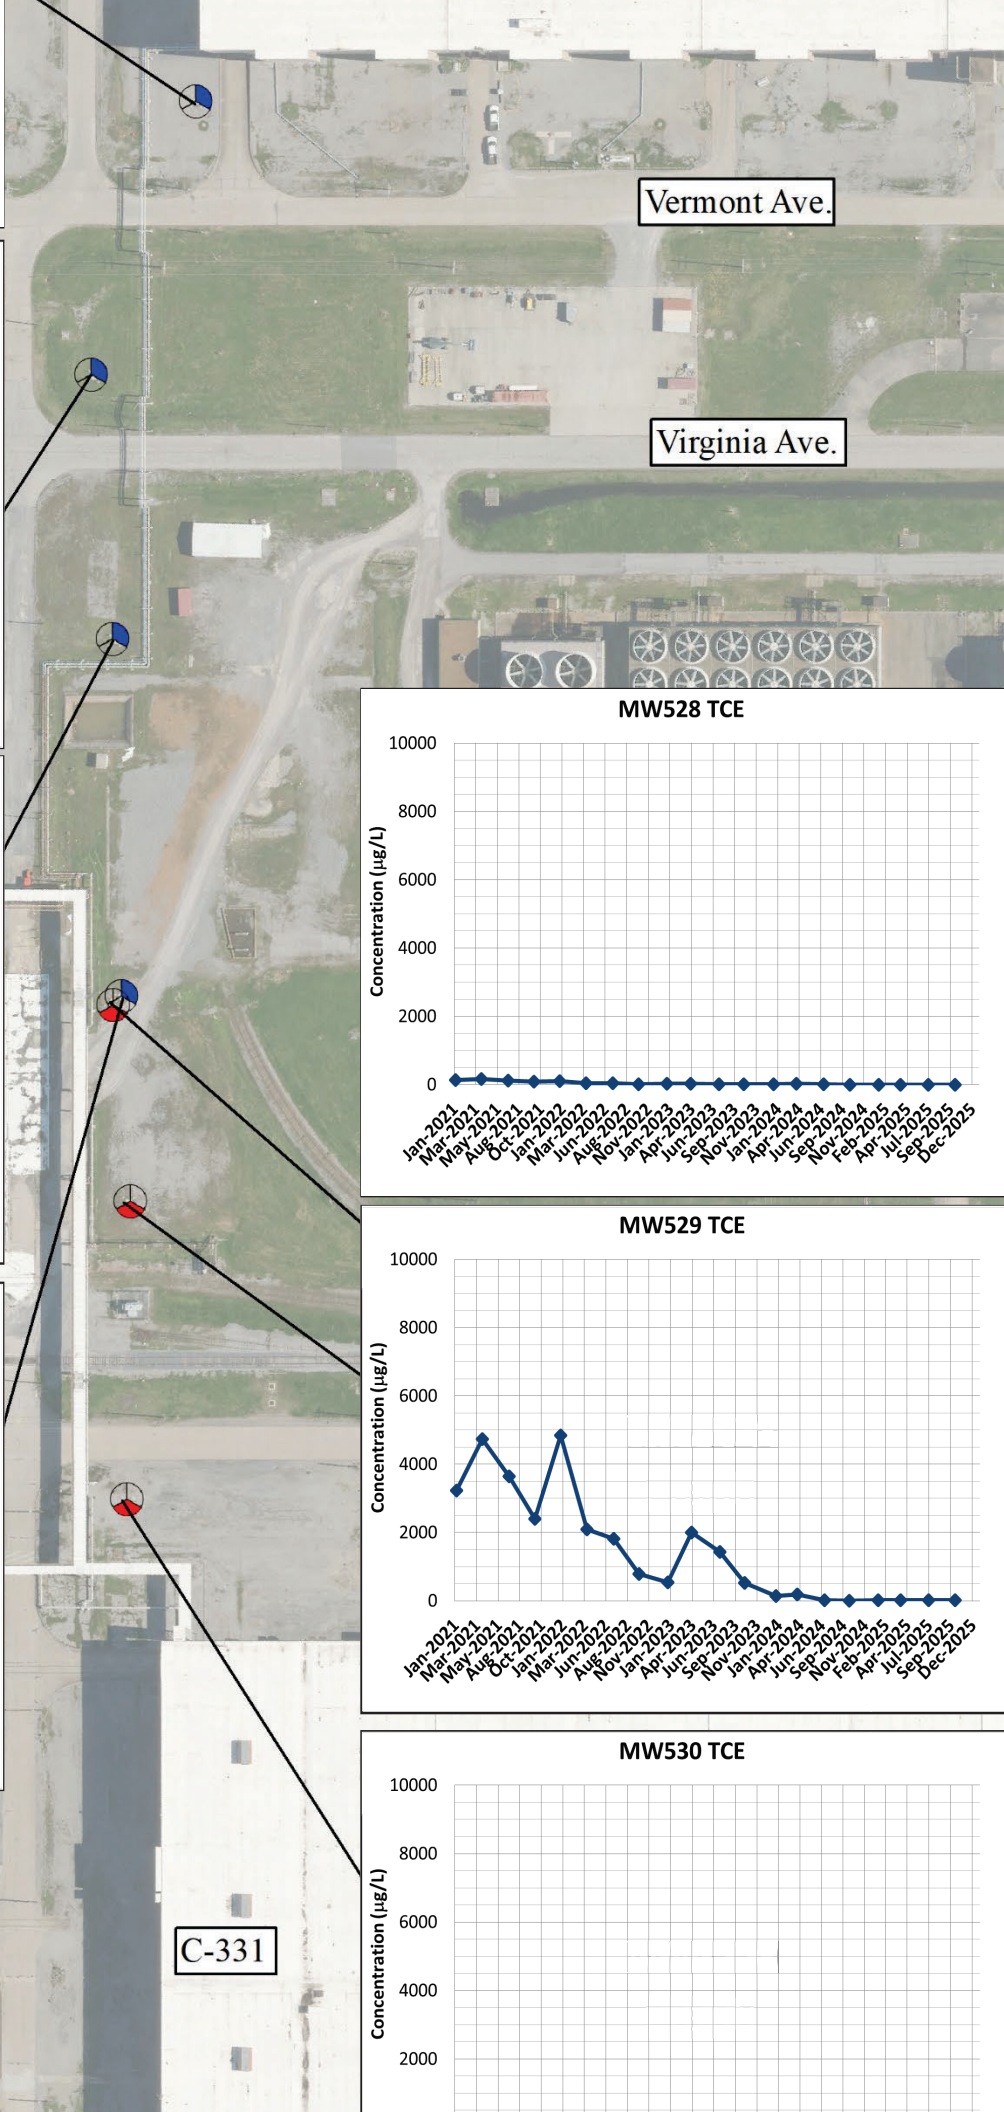 Vermont Ave.
Virginia Ave.
MW528 TCE
Concentration (µg/L)
10000
8000
6000
4000
2000
0
Jan-2021
Mar-2021
May-2021
Aug-2021
Oct-2021
Jan-2022
Mar-2022
Jun-2022
Aug-2022
Nov-2022
Jan-2023
Apr-2023
Jun-2023
Sep-2023
Nov-2023
Jan-2024
Apr-2024
Jun-2024
Sep-2024
Nov-2024
Feb-2025
Apr-2025
Jul-2025
Sep-2025
Dec-2025
MW529 TCE
Concentration (µg/L)
10000
8000
6000
4000
2000
0
Jan-2021
Mar-2021
May-2021
Aug-2021
Oct-2021
Jan-2022
Mar-2022
Jun-2022
Aug-2022
Nov-2022
Jan-2023
Apr-2023
Jun-2023
Sep-2023
Nov-2023
Jan-2024
Apr-2024
Jun-2024
Sep-2024
Nov-2024
Feb-2025
Apr-2025
Jul-2025
Sep-2025
Dec-2025
MW530 TCE
Concentration (µg/L)
10000
8000
6000
4000
2000
C-331